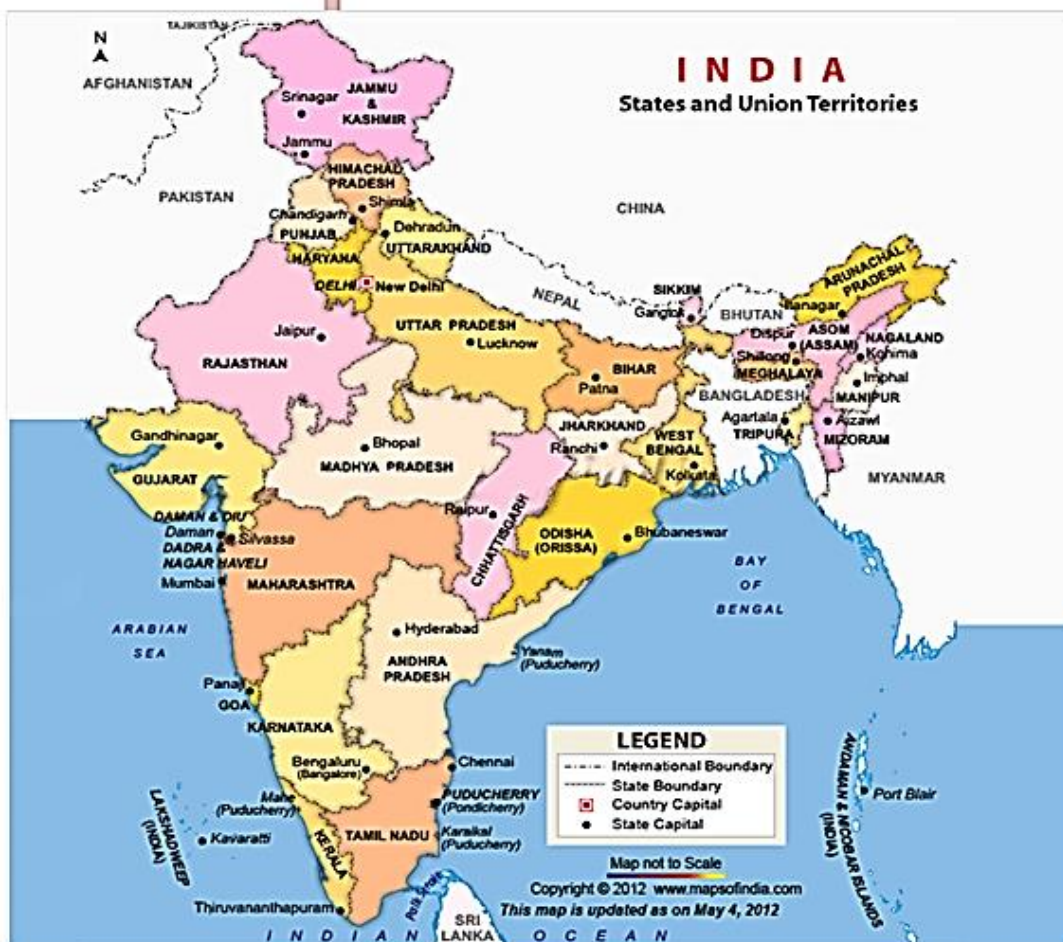 INDIA
States and Union Territories
N
TAJIKISTAN
AFGHANISTAN
PAKISTAN
CHINA
NEPAL
BHUTAN
BANGLADESH
MYANMAR
JAMMU
&
KASHMIR
Srinagar
Jammu
HIMACHAD
PRADESH
Shimla
Chandigarh
PUNJAB
Dehradun
UTTARAKHAND
HARYANA
DELHI
New Delhi
UTTAR PRADESH
Lucknow
Jaipur
RAJASTHAN
SIKKIM
Gangtok
ARUNACHAL
PRADESH
Itanagar
Dispur
ASOM
(ASSAM)
NAGALAND
Kohima
Shillong
MEGHALAYA
Imphal
MANIPUR
Agartala
TRIPURA
Aizawl
MIZORAM
BIHAR
Patna
JHARKHAND
Ranchi
WEST
BENGAL
Kolkata
Gandhinagar
GUJARAT
Bhopal
MADHYA PRADESH
Raipur
CHHATTISGARH
ODISHA
(ORISSA)
Bhubaneswar
DAMAN & DIU
Daman
Silvassa
DADRA &
NAGAR HAVELI
Mumbai
MAHARASHTRA
BAY
OF
BENGAL
ARABIAN
SEA
Hyderabad
ANDHRA
PRADESH
Yanam
(Puducherry)
Panaji
GOA
KARNATAKA
Bengaluru
(Bangalore)
Chennai
Mahe
(Puducherry)
PUDUCHERRY
(Pondicherry)
TAMIL NADU
Karaikal
(Puducherry)
KERALA
LAKSHADWEEP
(INDIA)
Kavaratti
Thiruvananthapuram
Palk Strait
SRI
LANKA
INDIAN OCEAN
ANDAMAN & NICOBAR ISLANDS
(INDIA)
Port Blair
LEGEND
International Boundary
State Boundary
Country Capital
State Capital
Map not to Scale
Copyright © 2012 www.mapsofindia.com
This map is updated as on May 4, 2012